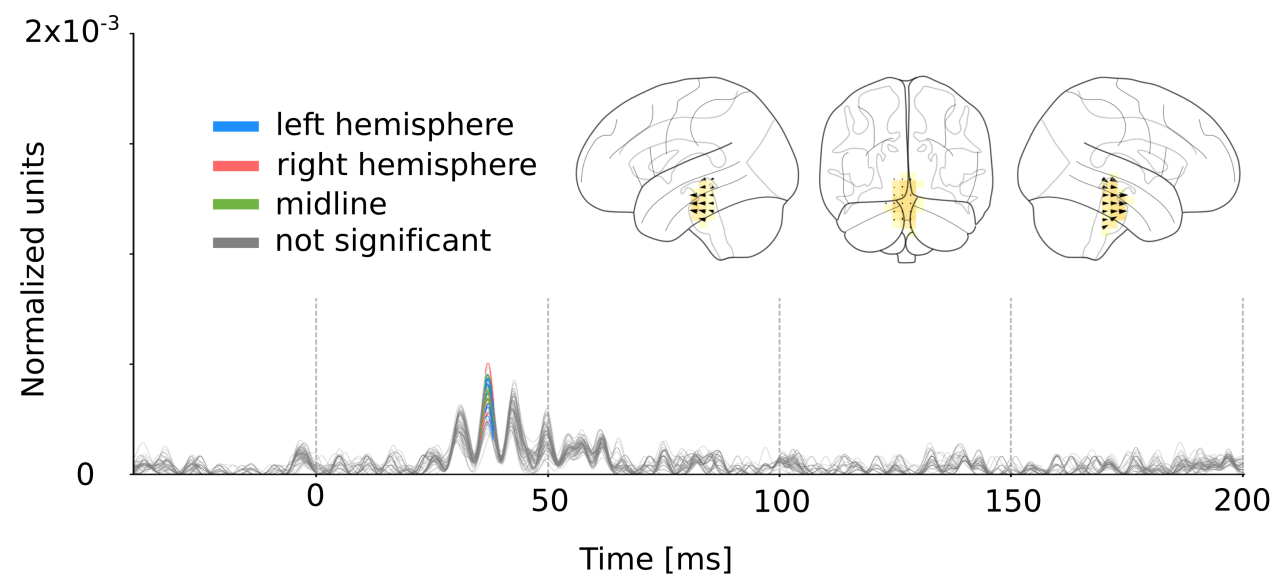 2x10⁻³
Normalized units
left hemisphere
right hemisphere
midline
not significant
0
0 50 100 150 200
Time [ms]